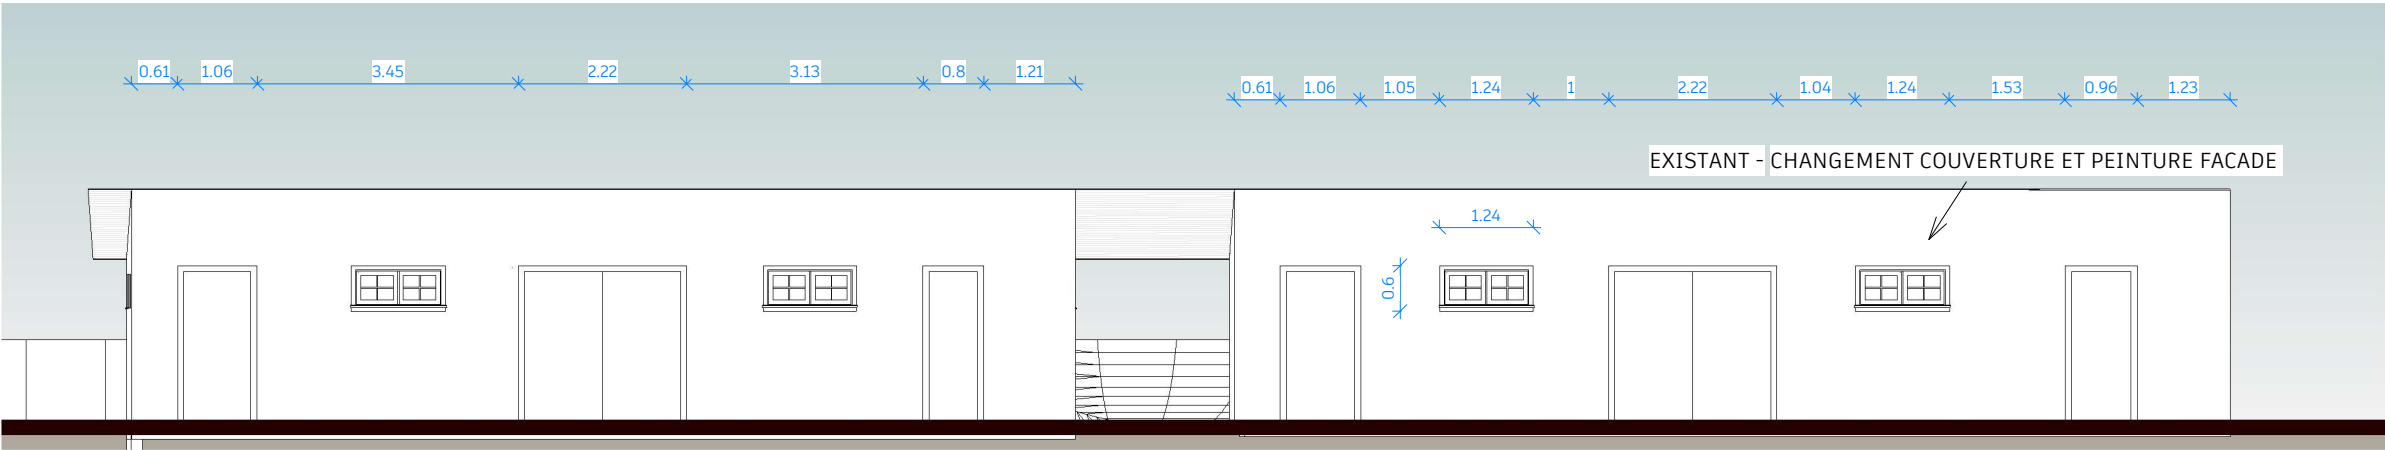 0.61 1.06 3.45 2.22 3.13 0.8 1.21
0.61 1.06 1.05 1.24 1 2.22 1.04 1.24 1.53 0.96 1.23
EXISTANT - CHANGEMENT COUVERTURE ET PEINTURE FACADE
1.24
0.6